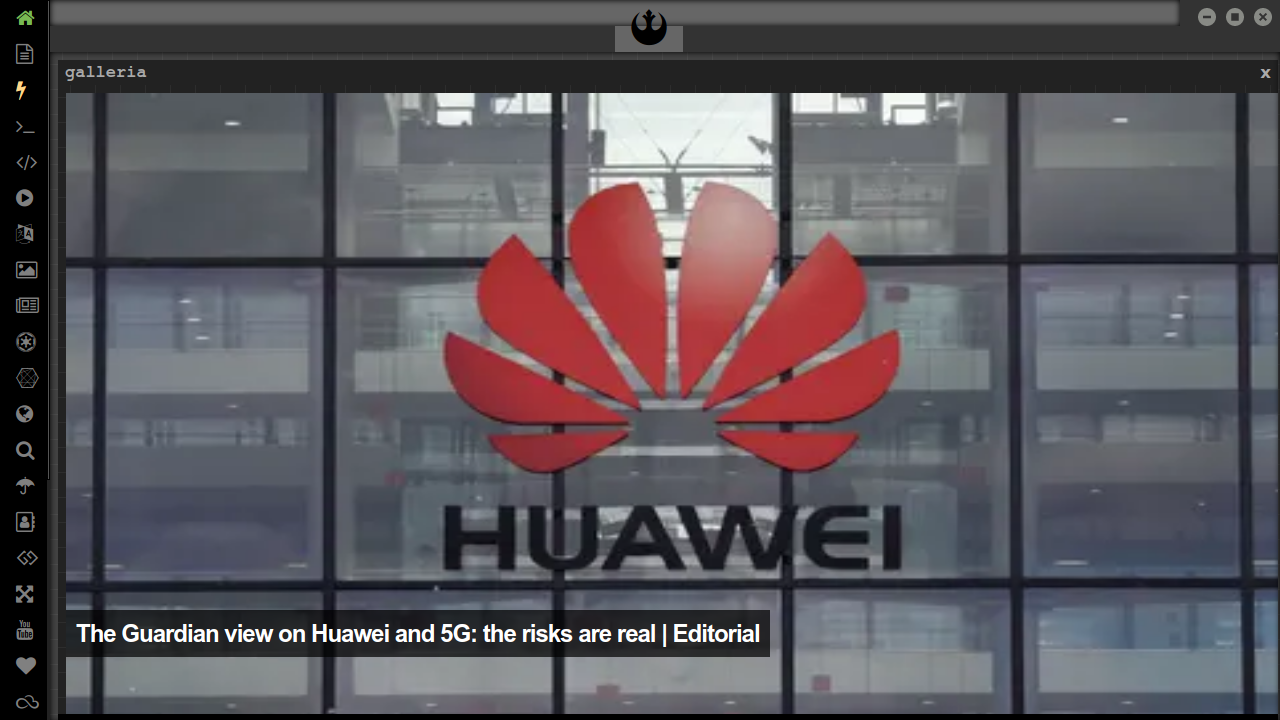 galleria
x
HUAWEI
The Guardian view on Huawei and 5G: the risks are real | Editorial
You
Tube